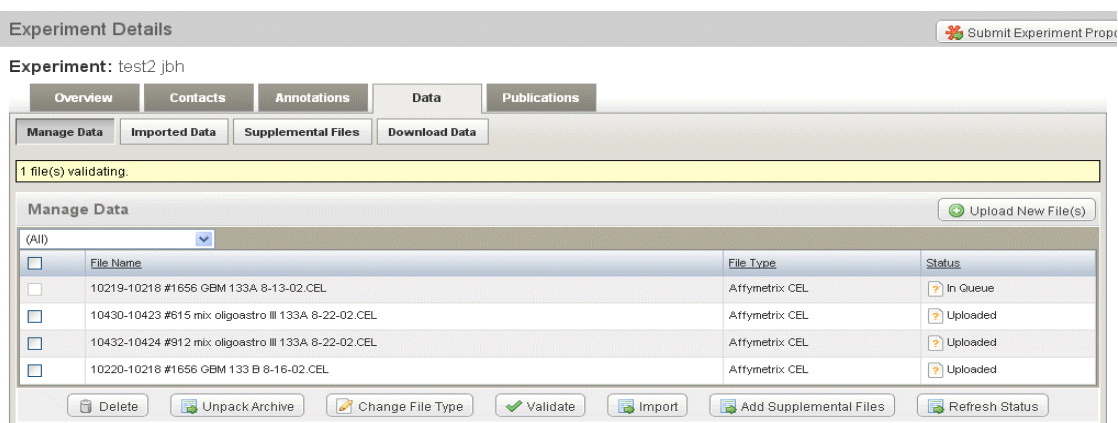 Experiment Details
Submit Experiment Propo
Experiment: test2 jbh
Overview Contacts Annotations Data Publications
Manage Data Imported Data Supplemental Files Download Data
1 file(s) validating.
Manage Data Upload New File(s)
(All)
File Name File Type Status
10219-10218 #1656 GBM 133A 8-13-02.CEL Affymetrix CEL ? In Queue
10430-10423 #615 mix oligoastro III 133A 8-22-02.CEL Affymetrix CEL ? Uploaded
10432-10424 #912 mix oligoastro III 133A 8-22-02.CEL Affymetrix CEL ? Uploaded
10220-10218 #1656 GBM 133 B 8-16-02.CEL Affymetrix CEL ? Uploaded
Delete Unpack Archive Change File Type Validate Import Add Supplemental Files Refresh Status